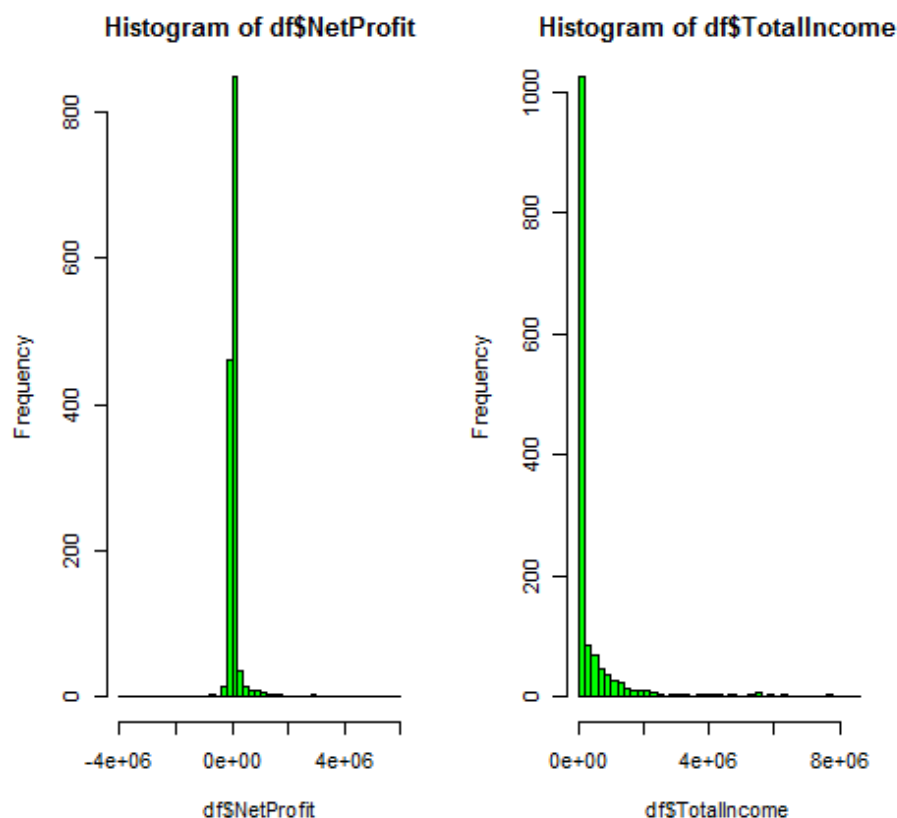 Histogram of df$NetProfit
Frequency
0
200
400
600
800
-4e+06
0e+00
4e+06
df$NetProfit
Histogram of df$TotalIncome
Frequency
0
200
400
600
800
1000
0e+00
4e+06
8e+06
df$TotalIncome